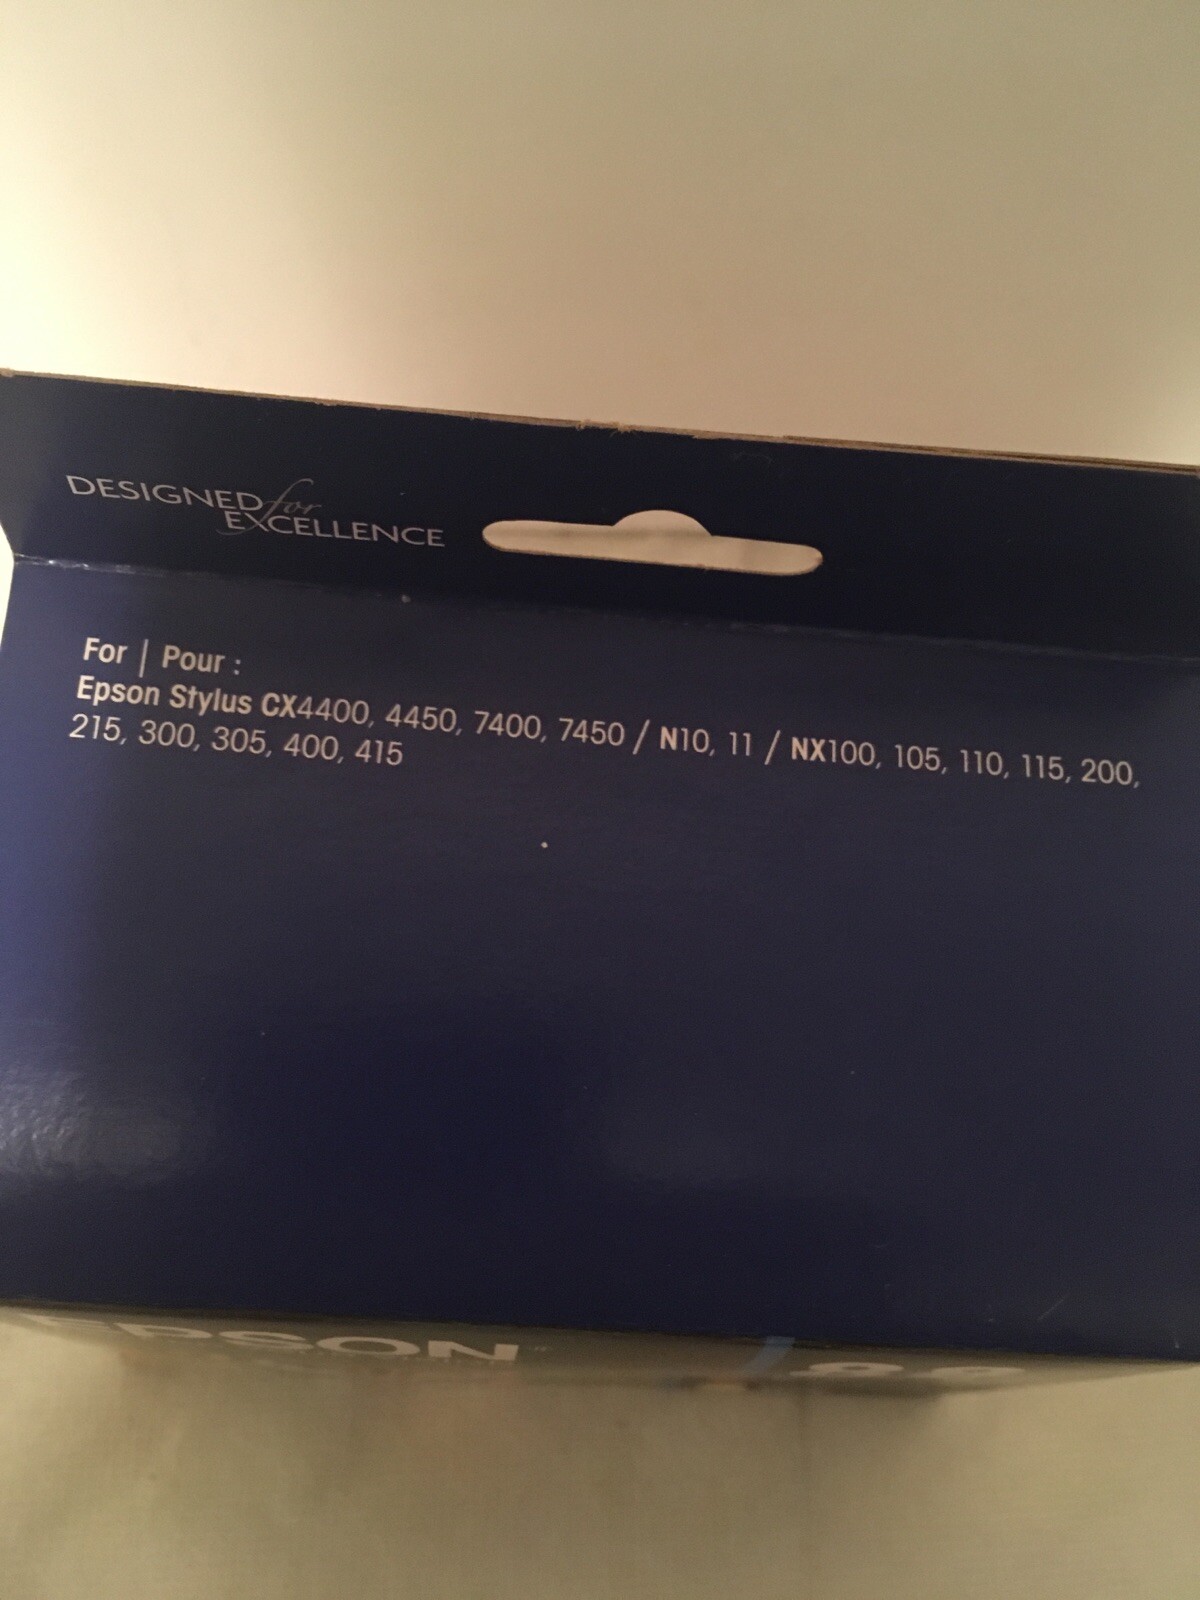 DESIGNED for
EXCELLENCE
For | Pour :
Epson Stylus CX4400, 4450, 7400, 7450 / N10, 11 / NX100, 105, 110, 115, 200,
215, 300, 305, 400, 415
EPSON